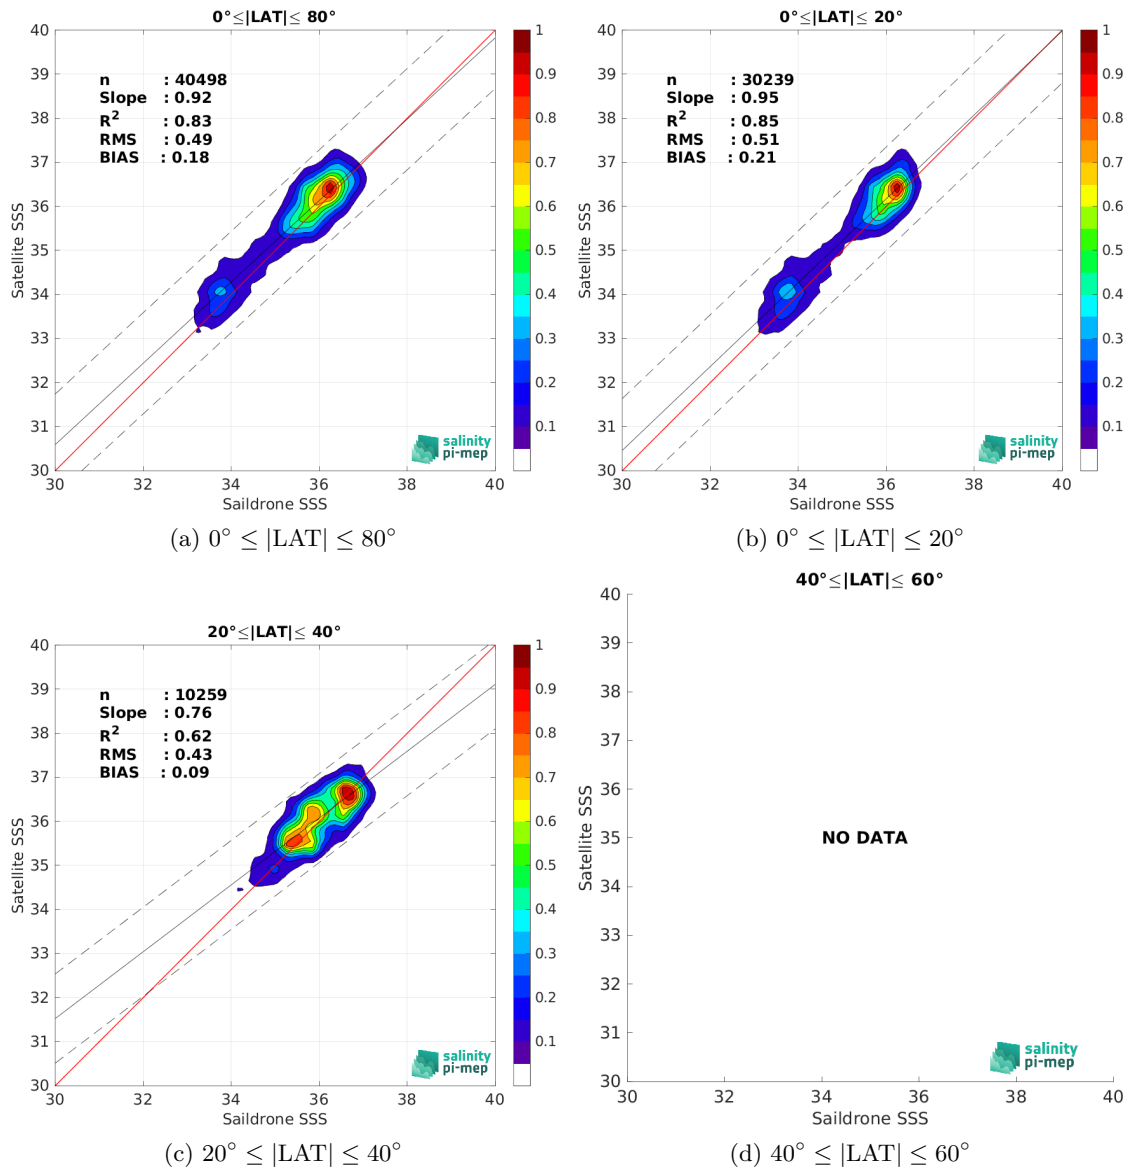 0°≤|LAT|≤ 80°
40
39
38
37
36
35
34
33
32
31
30
Satellite SSS
n : 40498
Slope : 0.92
R² : 0.83
RMS : 0.49
BIAS : 0.18
1
0.9
0.8
0.7
0.6
0.5
0.4
0.3
0.2
0.1
salinity
pi-mep
30 32 34 36 38 40
Saildrone SSS
(a) 0° ≤ |LAT| ≤ 80°
0°≤|LAT|≤ 20°
40
39
38
37
36
35
34
33
32
31
30
Satellite SSS
n : 30239
Slope : 0.95
R² : 0.85
RMS : 0.51
BIAS : 0.21
1
0.9
0.8
0.7
0.6
0.5
0.4
0.3
0.2
0.1
salinity
pi-mep
30 32 34 36 38 40
Saildrone SSS
(b) 0° ≤ |LAT| ≤ 20°
20°≤|LAT|≤ 40°
40
39
38
37
36
35
34
33
32
31
30
Satellite SSS
n : 10259
Slope : 0.76
R² : 0.62
RMS : 0.43
BIAS : 0.09
1
0.9
0.8
0.7
0.6
0.5
0.4
0.3
0.2
0.1
salinity
pi-mep
30 32 34 36 38 40
Saildrone SSS
(c) 20° ≤ |LAT| ≤ 40°
40°≤|LAT|≤ 60°
40
39
38
37
36
35
34
33
32
31
30
Satellite SSS
NO DATA
salinity
pi-mep
30 32 34 36 38 40
Saildrone SSS
(d) 40° ≤ |LAT| ≤ 60°